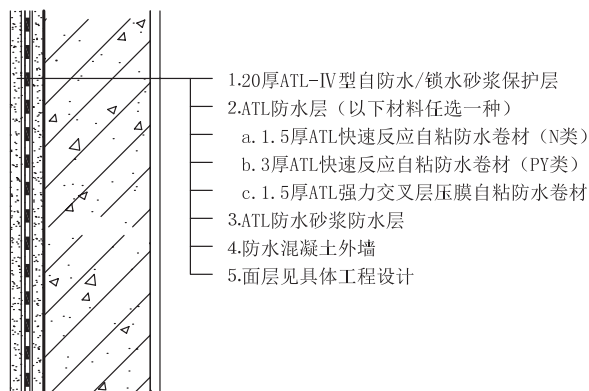 1.20厚ATL-Ⅳ型自防水/锁水砂浆保护层
2.ATL防水层（以下材料任选一种）
a.1.5厚ATL快速反应自粘防水卷材（N类）
b.3厚ATL快速反应自粘防水卷材（PY类）
c.1.5厚ATL强力交叉层压膜自粘防水卷材
3.ATL防水砂浆防水层
4.防水混凝土外墙
5.面层见具体工程设计